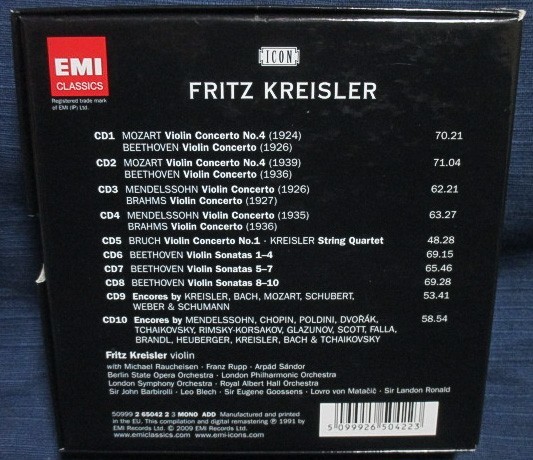 EMI
CLASSICS
Registered trade mark
of EMI (IP) Ltd.
ICON
FRITZ KREISLER
CD1 MOZART Violin Concerto No.4 (1924) 70.21
BEETHOVEN Violin Concerto (1926)
CD2 MOZART Violin Concerto No.4 (1939) 71.04
BEETHOVEN Violin Concerto (1936)
CD3 MENDELSSOHN Violin Concerto (1926) 62.21
BRAHMS Violin Concerto (1927)
CD4 MENDELSSOHN Violin Concerto (1935) 63.27
BRAHMS Violin Concerto (1936)
CD5 BRUCH Violin Concerto No.1 · KREISLER String Quartet 48.28
CD6 BEETHOVEN Violin Sonatas 1–4 69.15
CD7 BEETHOVEN Violin Sonatas 5–7 65.46
CD8 BEETHOVEN Violin Sonatas 8–10 69.28
CD9 Encores by KREISLER, BACH, MOZART, SCHUBERT, 53.41
WEBER & SCHUMANN
CD10 Encores by MENDELSSOHN, CHOPIN, POLDINI, DVOŘÁK, 58.54
TCHAIKOVSKY, RIMSKY-KORSAKOV, GLAZUNOV, SCOTT, FALLA,
BRANDL, HEUBERGER, KREISLER, BACH & TCHAIKOVSKY
Fritz Kreisler violin
with Michael Raucheisen · Franz Rupp · Arpád Sándor
Berlin State Opera Orchestra · London Philharmonic Orchestra
London Symphony Orchestra · Royal Albert Hall Orchestra
Sir John Barbirolli · Leo Blech · Sir Eugene Goossens · Lovro von Matačić · Sir Landon Ronald
50999 2 65042 2 3 MONO ADD Manufactured and printed
in the EU. This compilation and digital remastering ℗ 1991 by
EMI Records Ltd. © 2009 EMI Records Ltd.
www.emiclassics.com www.emi-icons.com
5 099926 504223